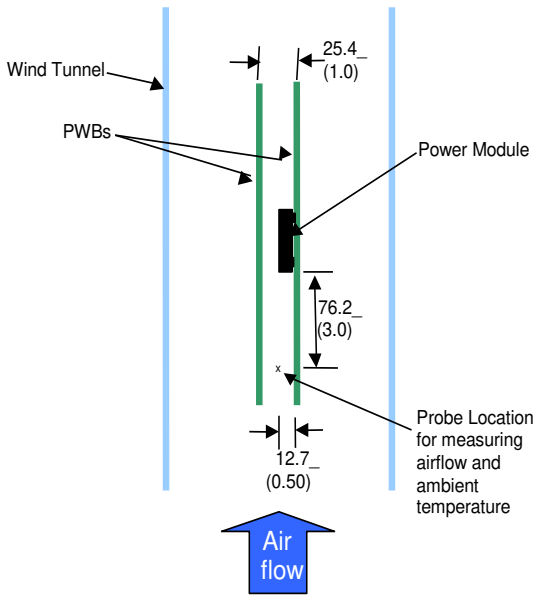 25.4_
(1.0)
Wind Tunnel
PWBs
Power Module
76.2_
(3.0)
x
Probe Location
for measuring
airflow and
ambient
temperature
12.7_
(0.50)
Air
flow